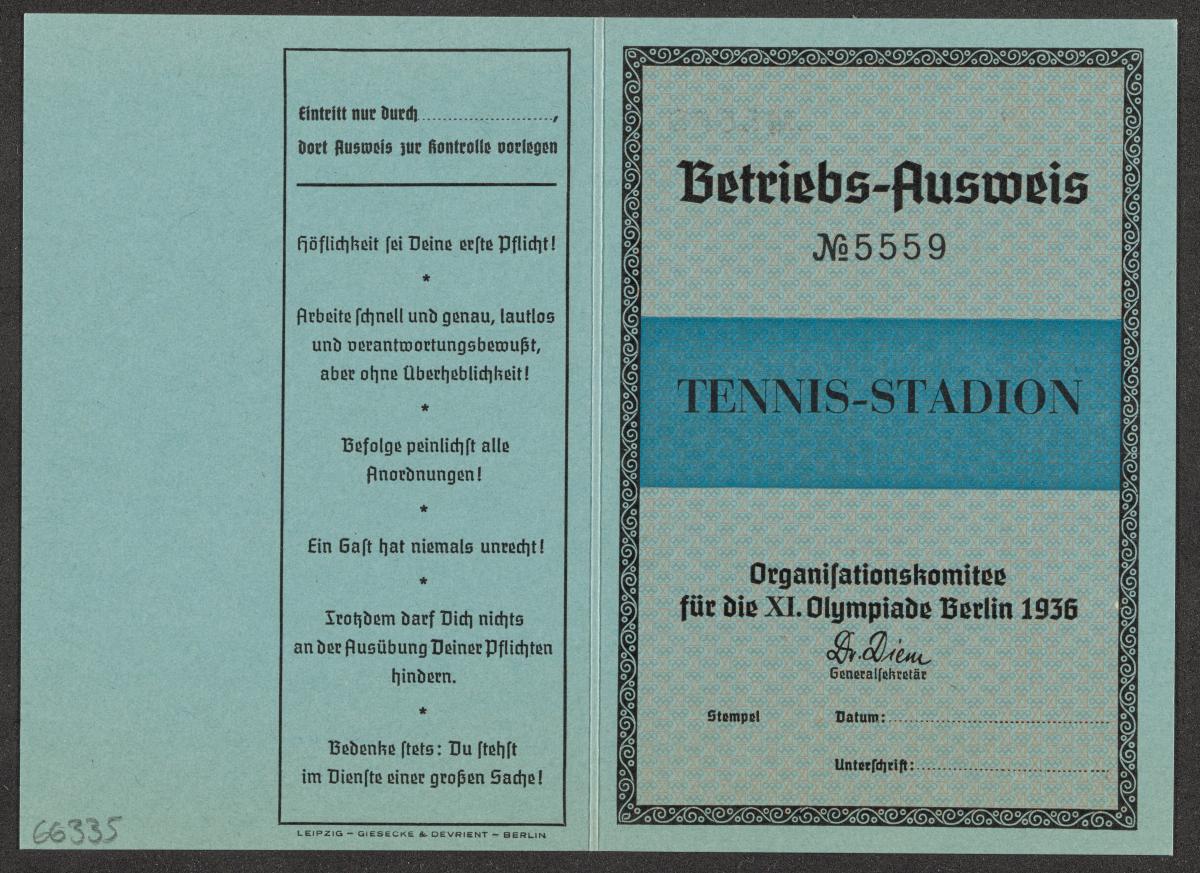 Eintritt nur durch....................,
dort Ausweis zur Kontrolle vorlegen
Höflichkeit sei Deine erste Pflicht!
*
Arbeite schnell und genau, lautlos
und verantwortungsbewußt,
aber ohne Überheblichkeit!
*
Befolge peinlichst alle
Anordnungen!
*
Ein Gast hat niemals unrecht!
*
Trotzdem darf Dich nichts
an der Ausübung Deiner Pflichten
hindern.
*
Bedenke stets: Du stehst
im Dienste einer großen Sache!
LEIPZIG – GIESECKE & DEVRIENT – BERLIN
66335
Betriebs-Ausweis
№ 5559
TENNIS-STADION
Organisationskomitee
für die XI. Olympiade Berlin 1936
Dr. Diem
Generalsekretär
Stempel Datum:....................
Unterschrift:....................